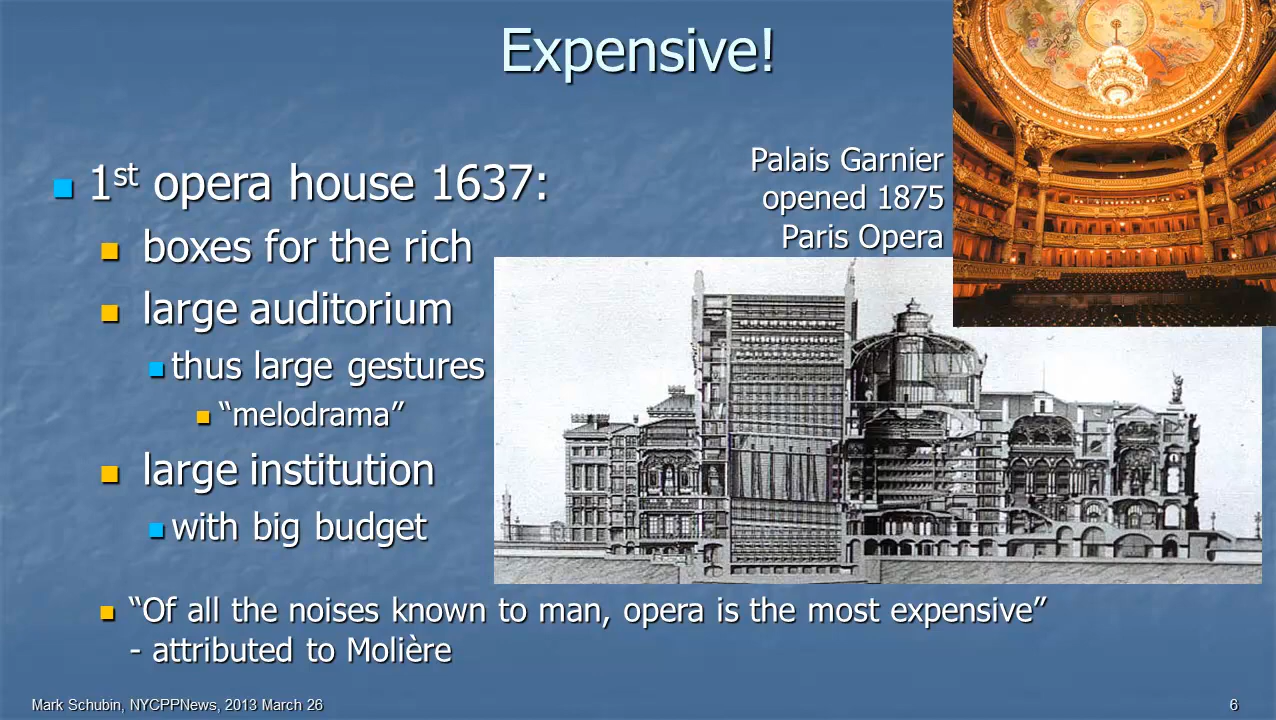 Expensive!
1st opera house 1637:
boxes for the rich
large auditorium
thus large gestures
“melodrama”
large institution
with big budget
Palais Garnier
opened 1875
Paris Opera
“Of all the noises known to man, opera is the most expensive”
- attributed to Molière
Mark Schubin, NYCPPNews, 2013 March 26
6